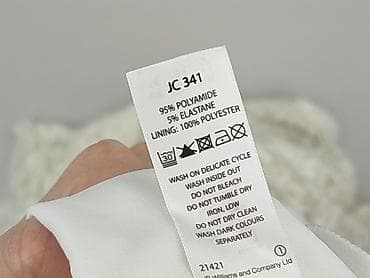 JC 341
95% POLYAMIDE
5% ELASTANE
LINING: 100% POLYESTER
30
WASH ON DELICATE CYCLE
WASH INSIDE OUT
DO NOT BLEACH
DO NOT TUMBLE DRY
IRON, LOW
DO NOT DRY CLEAN
WASH DARK COLOURS
SEPARATELY
21421
1
Williams and Company Ltd